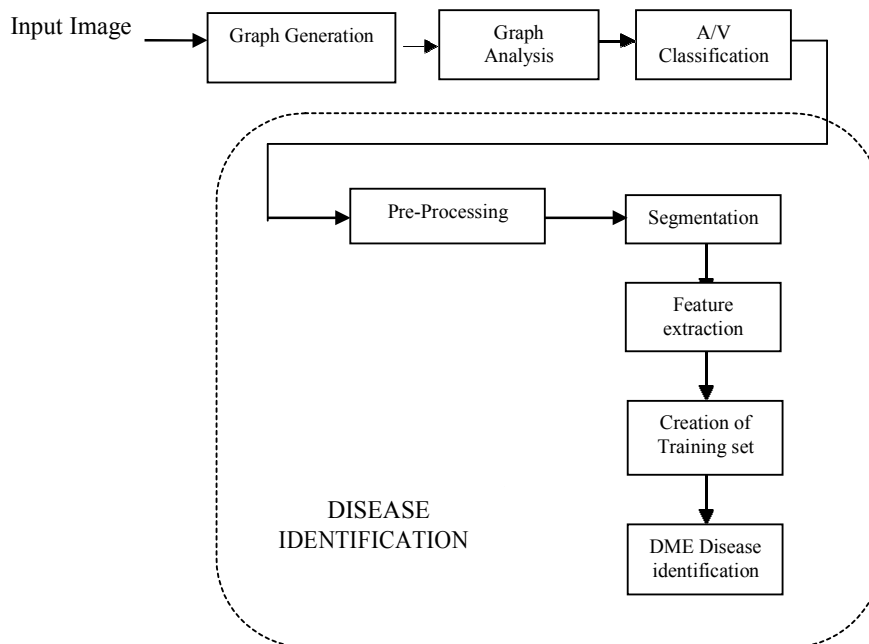 Input Image
Graph Generation
Graph
Analysis
A/V
Classification
Pre-Processing
Segmentation
Feature
extraction
Creation of
Training set
DISEASE
IDENTIFICATION
DME Disease
identification